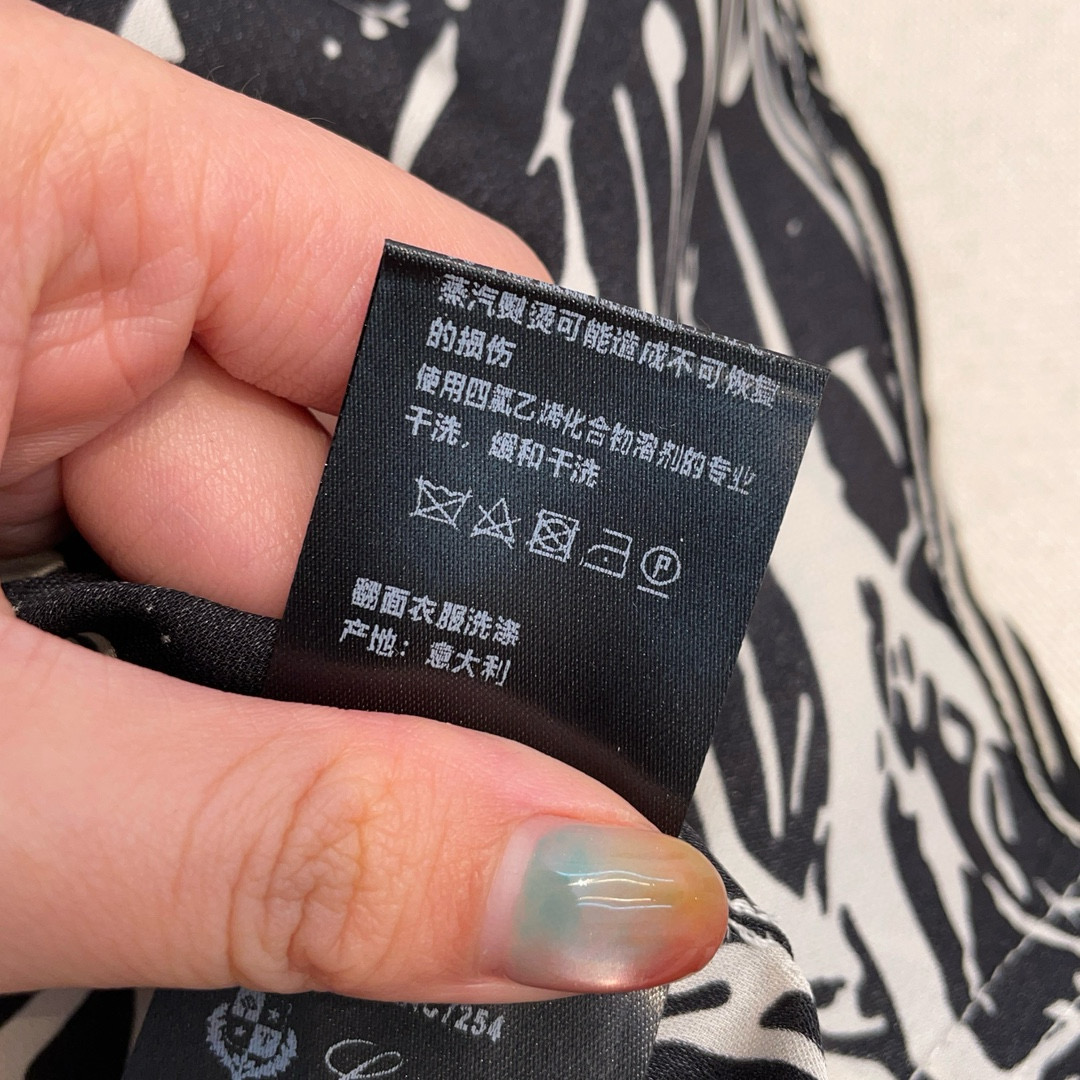 蒸汽熨烫可能造成不可恢复
的损伤
使用四氯乙烯化合物溶剂的专业
干洗，缓和干洗
P
翻面衣服洗涤
产地：意大利
C7254